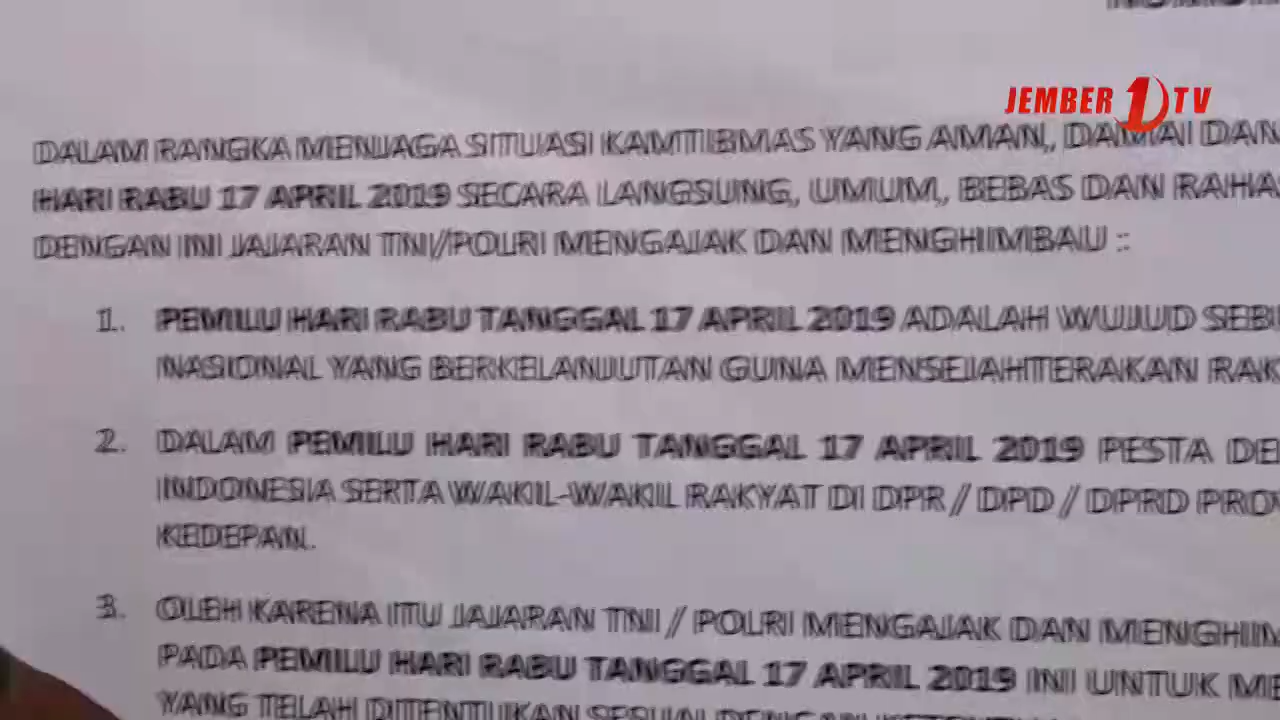 JEMBER 1 TV
DALAM RANGKA MENJAGA SITUASI KAMTIBMAS YANG AMAN, DAMAI DAN
HARI RABU 17 APRIL 2019 SECARA LANGSUNG, UMUM, BEBAS DAN
DENGAN INI JAJARAN TNI/POLRI MENGAJAK DAN MENGHIMBAU :
1. PEMILU HARI RABU TANGGAL 17 APRIL 2019 ADALAH WUJUD
NASIONAL YANG BERKELANJUTAN GUNA MENSEJAHTERAKAN
2. DALAM PEMILU HARI RABU TANGGAL 17 APRIL 2019 PESTA
INDONESIA SERTA WAKIL-WAKIL RAKYAT DI DPR / DPD / DPRD
KEDEPAN.
3. OLEH KARENA ITU JAJARAN TNI / POLRI MENGAJAK DAN
PADA PEMILU HARI RABU TANGGAL 17 APRIL 2019 INI UNTUK
YANG TELAH DITENTUKAN SESUAI DENGAN